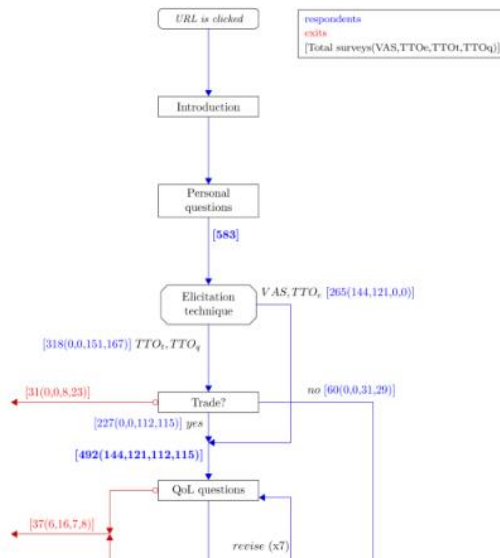 URL is clicked
respondents
exits
[Total surveys(VAS,TTOe,TTOt,TTOq)]
Introduction
Personal
questions
[583]
Elicitation
technique
VAS, TTOe [265(144,121,0,0)]
[318(0,0,151,167)] TTOt, TTOq
[31(0,0,8,23)]
Trade?
no [60(0,0,31,29)]
[227(0,0,112,115)] yes
[492(144,121,112,115)]
QoL questions
[37(6,16,7,8)]
revise (x7)